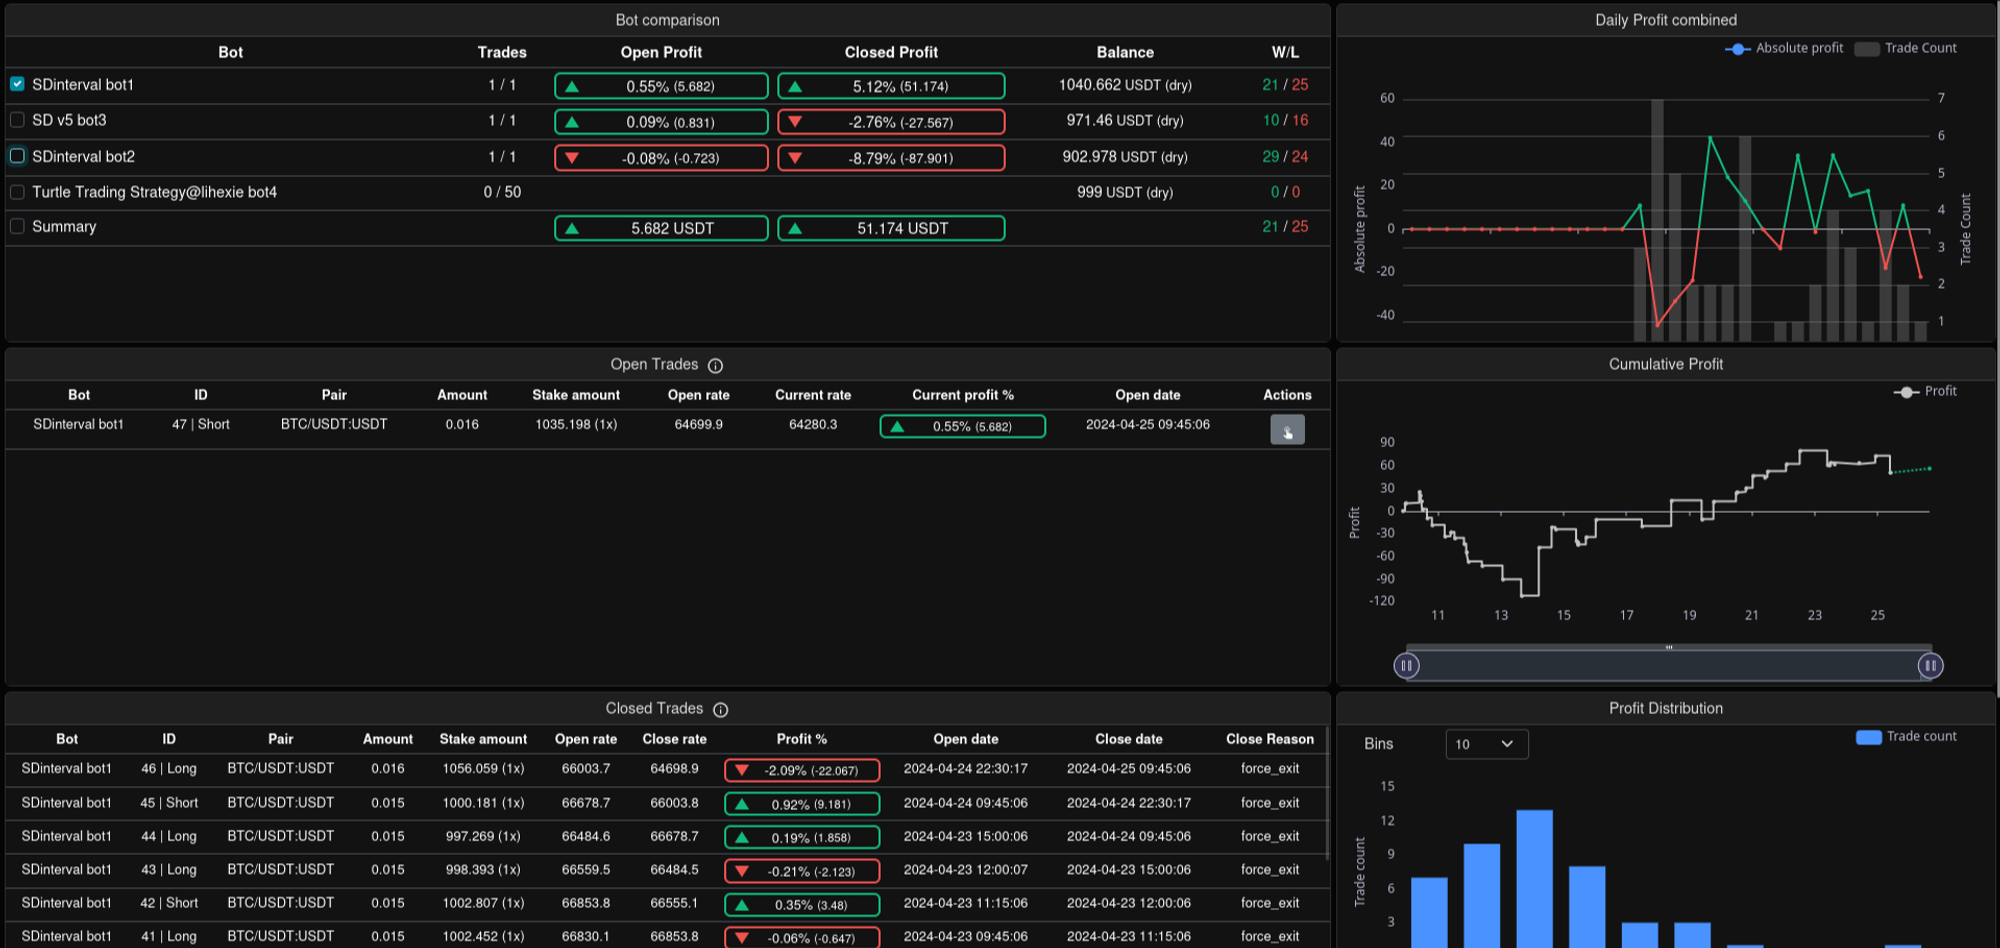 Bot comparison
Bot Trades Open Profit Closed Profit Balance W/L
SDinterval bot1 1 / 1 0.55% (5.682) 5.12% (51.174) 1040.662 USDT (dry) 21 / 25
SD v5 bot3 1 / 1 0.09% (0.831) -2.76% (-27.567) 971.46 USDT (dry) 10 / 16
SDinterval bot2 1 / 1 -0.08% (-0.723) -8.79% (-87.901) 902.978 USDT (dry) 29 / 24
Turtle Trading Strategy@lihexie bot4 0 / 50 999 USDT (dry) 0 / 0
Summary 5.682 USDT 51.174 USDT 21 / 25
Daily Profit combined
Absolute profit Trade Count
60 7
6
40
5
20
4
0
3
-20
2
-40
1
Absolute profit
Trade Count
Open Trades
Bot ID Pair Amount Stake amount Open rate Current rate Current profit % Open date Actions
SDinterval bot1 47 | Short BTC/USDT:USDT 0.016 1035.198 (1x) 64699.9 64280.3 0.55% (5.682) 2024-04-25 09:45:06
Cumulative Profit
Profit
90
60
30
0
-30
-60
-90
-120
Profit
11 13 15 17 19 21 23 25
Closed Trades
Bot ID Pair Amount Stake amount Open rate Close rate Profit % Open date Close date Close Reason
SDinterval bot1 46 | Long BTC/USDT:USDT 0.016 1056.059 (1x) 66003.7 64698.9 -2.09% (-22.067) 2024-04-24 22:30:17 2024-04-25 09:45:06 force_exit
SDinterval bot1 45 | Short BTC/USDT:USDT 0.015 1000.181 (1x) 66678.7 66003.8 0.92% (9.181) 2024-04-24 09:45:06 2024-04-24 22:30:17 force_exit
SDinterval bot1 44 | Long BTC/USDT:USDT 0.015 997.269 (1x) 66484.6 66678.7 0.19% (1.858) 2024-04-23 15:00:06 2024-04-24 09:45:06 force_exit
SDinterval bot1 43 | Long BTC/USDT:USDT 0.015 998.393 (1x) 66559.5 66484.5 -0.21% (-2.123) 2024-04-23 12:00:07 2024-04-23 15:00:06 force_exit
SDinterval bot1 42 | Short BTC/USDT:USDT 0.015 1002.807 (1x) 66853.8 66555.1 0.35% (3.48) 2024-04-23 11:15:06 2024-04-23 12:00:06 force_exit
SDinterval bot1 41 | Long BTC/USDT:USDT 0.015 1002.452 (1x) 66830.1 66853.8 -0.06% (-0.647) 2024-04-23 09:45:06 2024-04-23 11:15:06 force_exit
Profit Distribution
Bins 10 Trade count
15
12
9
6
3
Trade count